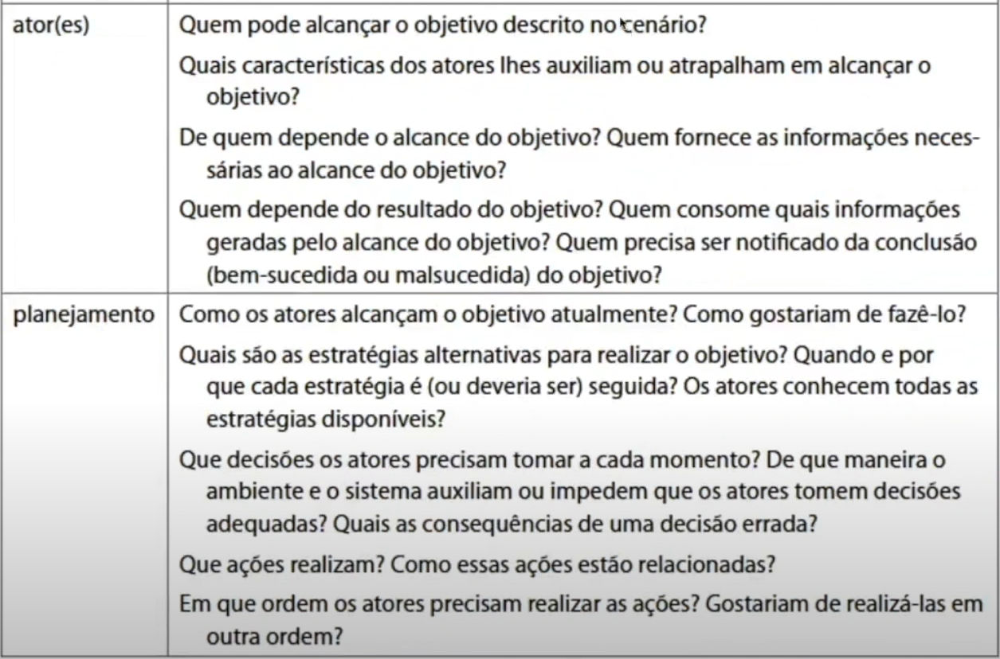 ator(es)
Quem pode alcançar o objetivo descrito no cenário?
Quais características dos atores lhes auxiliam ou atrapalham em alcançar o
objetivo?
De quem depende o alcance do objetivo? Quem fornece as informações neces-
sárias ao alcance do objetivo?
Quem depende do resultado do objetivo? Quem consome quais informações
geradas pelo alcance do objetivo? Quem precisa ser notificado da conclusão
(bem-sucedida ou malsucedida) do objetivo?
planejamento
Como os atores alcançam o objetivo atualmente? Como gostariam de fazê-lo?
Quais são as estratégias alternativas para realizar o objetivo? Quando e por
que cada estratégia é (ou deveria ser) seguida? Os atores conhecem todas as
estratégias disponíveis?
Que decisões os atores precisam tomar a cada momento? De que maneira o
ambiente e o sistema auxiliam ou impedem que os atores tomem decisões
adequadas? Quais as consequências de uma decisão errada?
Que ações realizam? Como essas ações estão relacionadas?
Em que ordem os atores precisam realizar as ações? Gostariam de realizá-las em
outra ordem?